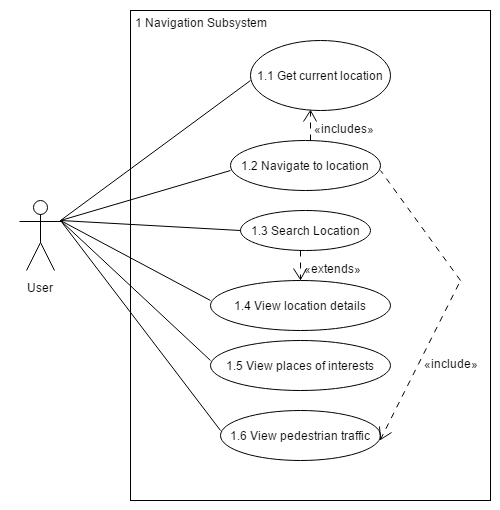 1 Navigation Subsystem
1.1 Get current location
«includes»
1.2 Navigate to location
1.3 Search Location
«extends»
User
1.4 View location details
1.5 View places of interests
«include»
1.6 View pedestrian traffic